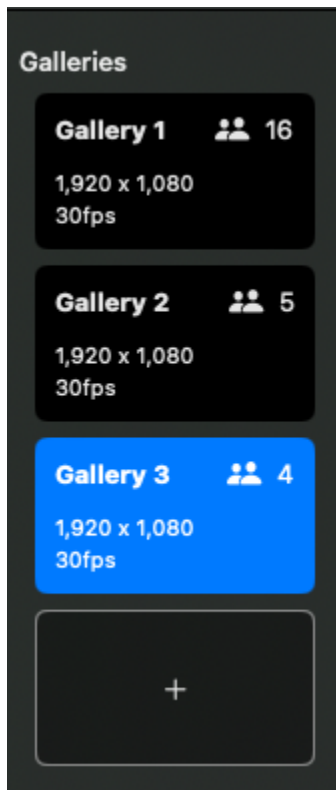 Galleries
Gallery 1 16
1,920 x 1,080
30fps
Gallery 2 5
1,920 x 1,080
30fps
Gallery 3 4
1,920 x 1,080
30fps
+